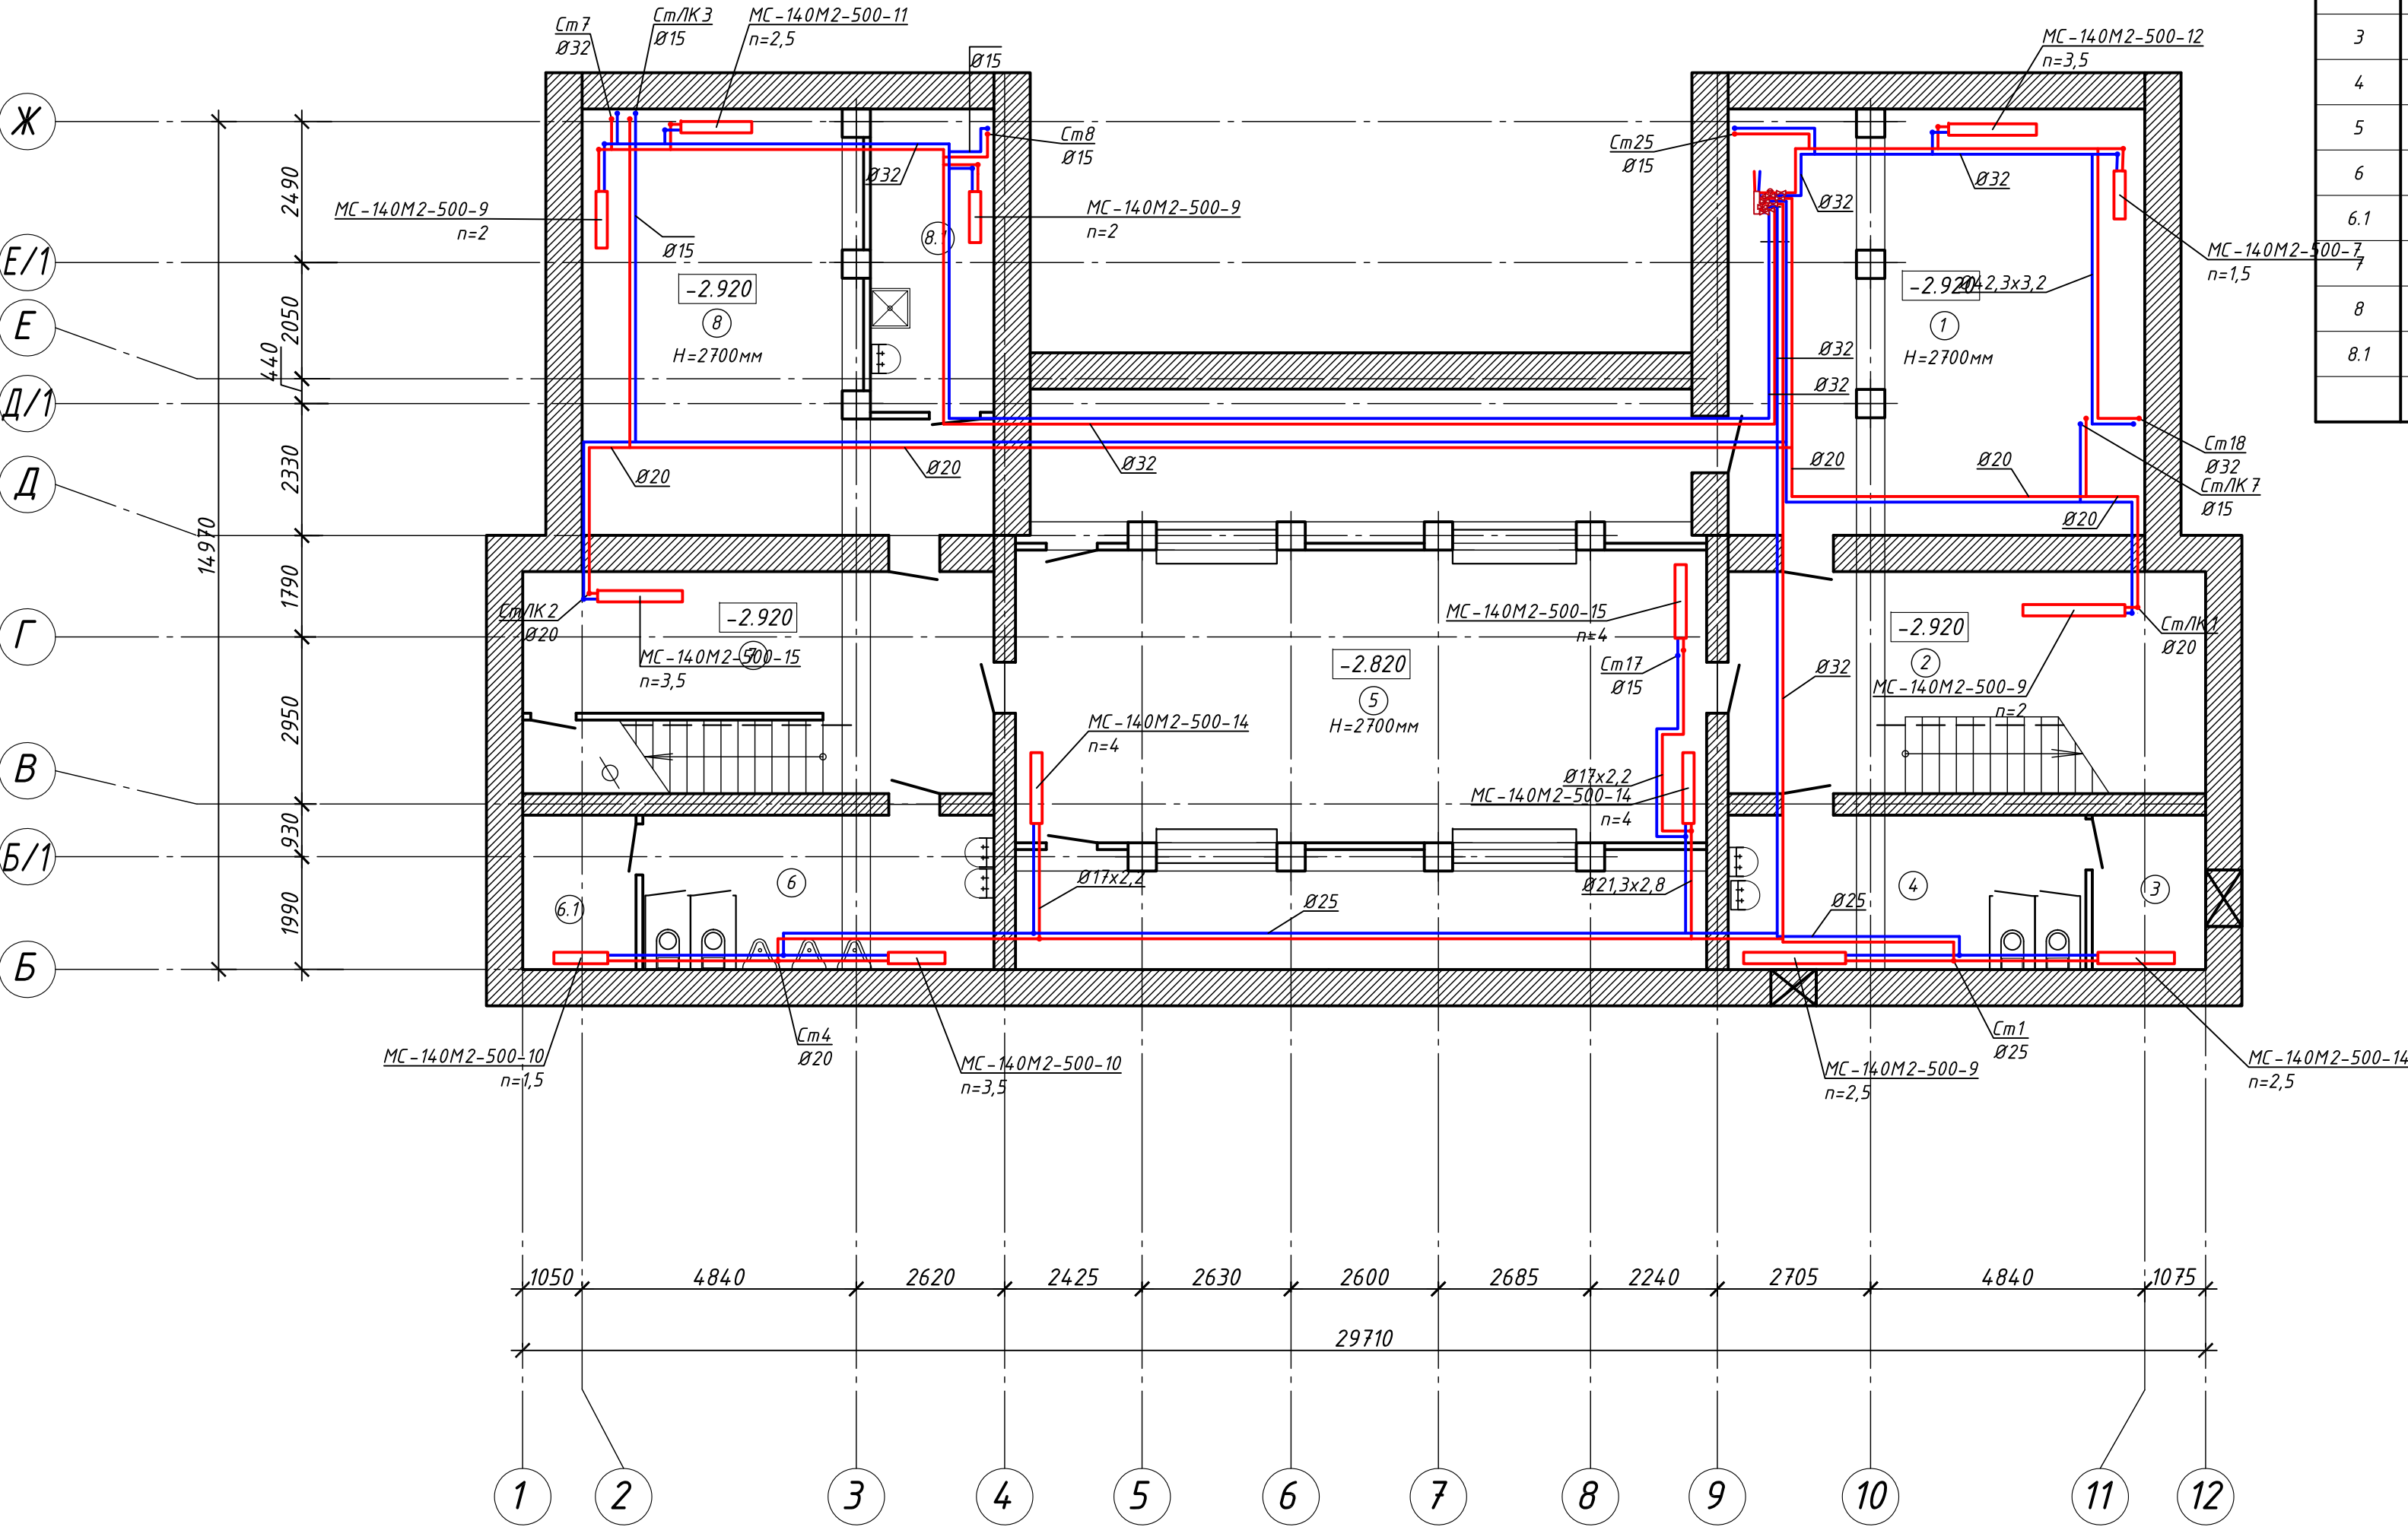 Ст7
Ø32
СтЛК3
Ø15
МС-140М2-500-11
n=2,5
Ø15
МС-140М2-500-12
n=3,5
3
4
5
6
6.1
7
8
8.1
Ж
Е/1
Е
Д/1
Д
Г
В
Б/1
Б
2490
2050
440
2330
14970
1790
2950
930
1990
МС-140М2-500-9
n=2
Ø15
Ø32
Ст8
Ø15
МС-140М2-500-9
n=2
8.1
-2.920
8
Н=2700мм
Ст25
Ø15
Ø32
Ø32
МС-140М2-500-7
n=1,5
-2.920
Ø42,3х3,2
1
Н=2700мм
Ø32
Ø32
Ø20
Ø20
Ø32
Ø20
Ø20
Ст18
Ø32
СтЛК7
Ø15
Ø20
СтЛК2
Ø20
-2.920
7
МС-140М2-500-15
n=3,5
МС-140М2-500-15
n=4
-2.820
5
Н=2700мм
Ст17
Ø15
-2.920
2
СтЛК1
Ø20
Ø32
МС-140М2-500-9
n=2
МС-140М2-500-14
n=4
Ø17х2,2
МС-140М2-500-14
n=4
6.1
6
Ø17х2,2
Ø25
Ø21,3х2,8
Ø25
4
3
МС-140М2-500-10
n=1,5
Ст4
Ø20
МС-140М2-500-10
n=3,5
Ст1
Ø25
МС-140М2-500-9
n=2,5
МС-140М2-500-14
n=2,5
1050
4840
2620
2425
2630
2600
2685
2240
2705
4840
1075
29710
1
2
3
4
5
6
7
8
9
10
11
12